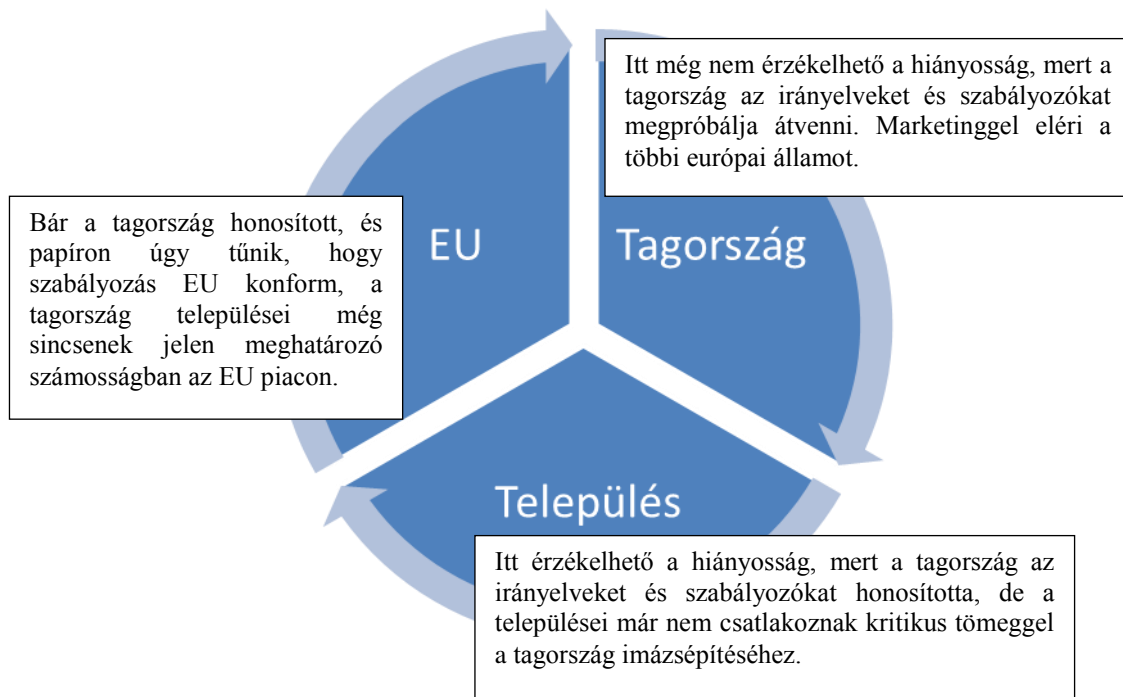 Itt még nem érzékelhető a hiányosság, mert a
tagország az irányelveket és szabályozókat
megpróbálja átvenni. Marketinggel eléri a
többi európai államot.
Bár a tagország honosított, és
papíron úgy tűnik, hogy
szabályozás EU konform, a
tagország települései még
sincsenek jelen meghatározó
számosságban az EU piacon.
EU
Tagország
Település
Itt érzékelhető a hiányosság, mert a tagország az
irányelveket és szabályozókat honosította, de a
települései már nem csatlakoznak kritikus tömeggel
a tagország imázsépítéséhez.